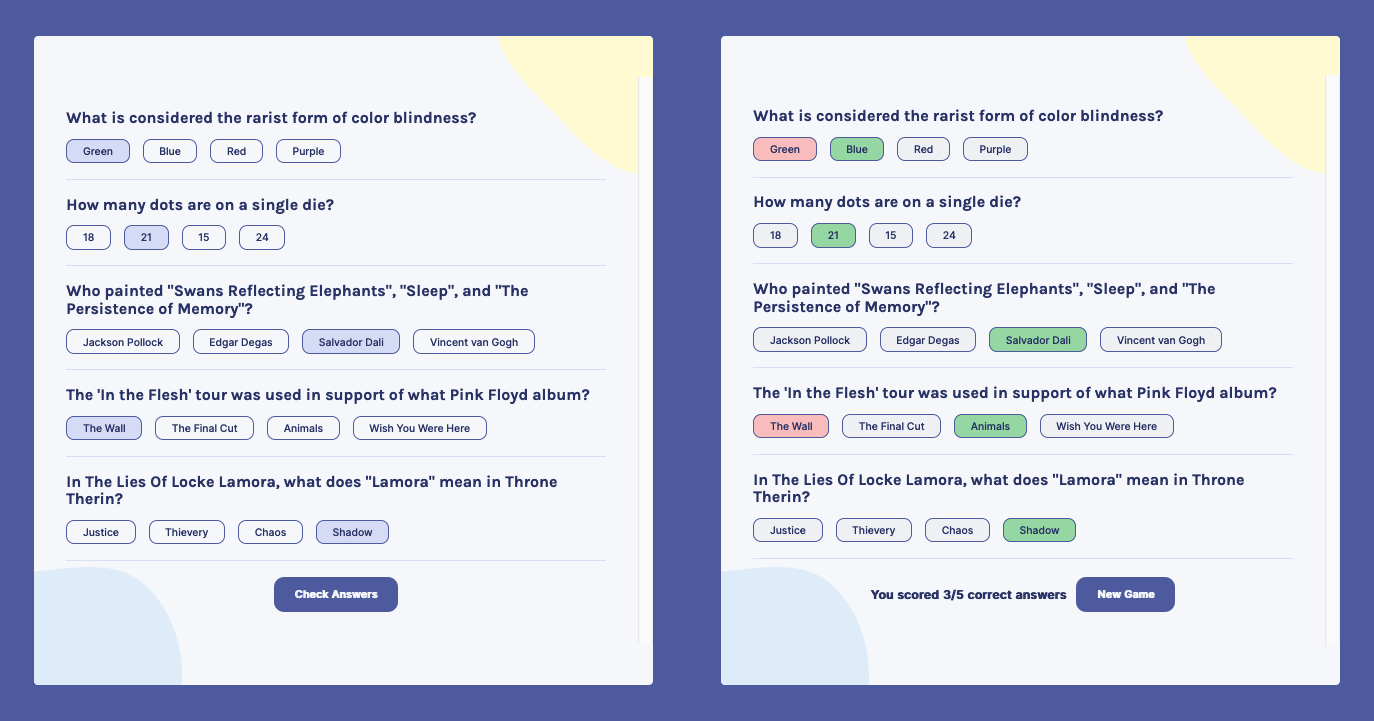 What is considered the rarist form of color blindness?
Green Blue Red Purple
How many dots are on a single die?
18 21 15 24
Who painted "Swans Reflecting Elephants", "Sleep", and "The
Persistence of Memory"?
Jackson Pollock Edgar Degas Salvador Dali Vincent van Gogh
The 'In the Flesh' tour was used in support of what Pink Floyd album?
The Wall The Final Cut Animals Wish You Were Here
In The Lies Of Locke Lamora, what does "Lamora" mean in Throne
Therin?
Justice Thievery Chaos Shadow
Check Answers
What is considered the rarist form of color blindness?
Green Blue Red Purple
How many dots are on a single die?
18 21 15 24
Who painted "Swans Reflecting Elephants", "Sleep", and "The
Persistence of Memory"?
Jackson Pollock Edgar Degas Salvador Dali Vincent van Gogh
The 'In the Flesh' tour was used in support of what Pink Floyd album?
The Wall The Final Cut Animals Wish You Were Here
In The Lies Of Locke Lamora, what does "Lamora" mean in Throne
Therin?
Justice Thievery Chaos Shadow
You scored 3/5 correct answers New Game